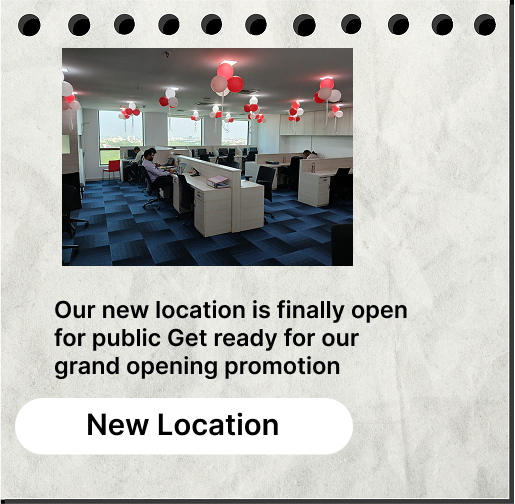 Our new location is finally open
for public Get ready for our
grand opening promotion
New Location